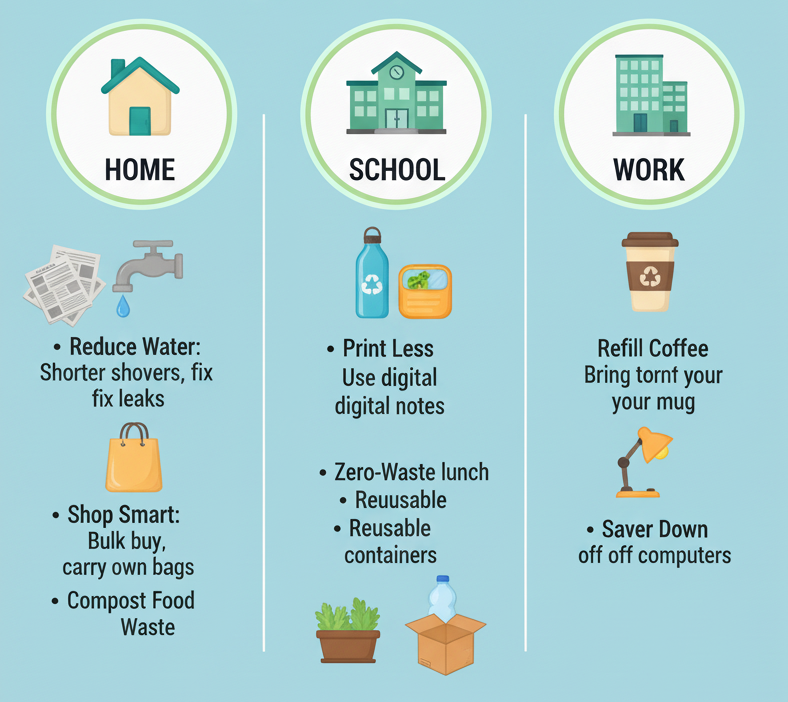 HOME
• Reduce Water:
Shorter shovers, fix
fix leaks
• Shop Smart:
Bulk buy,
carry own bags
• Compost Food
Waste
SCHOOL
• Print Less
Use digital
digital notes
• Zero-Waste lunch
• Reuusable
• Reusable
containers
WORK
Refill Coffee
Bring tornt your
your mug
• Saver Down
off off computers